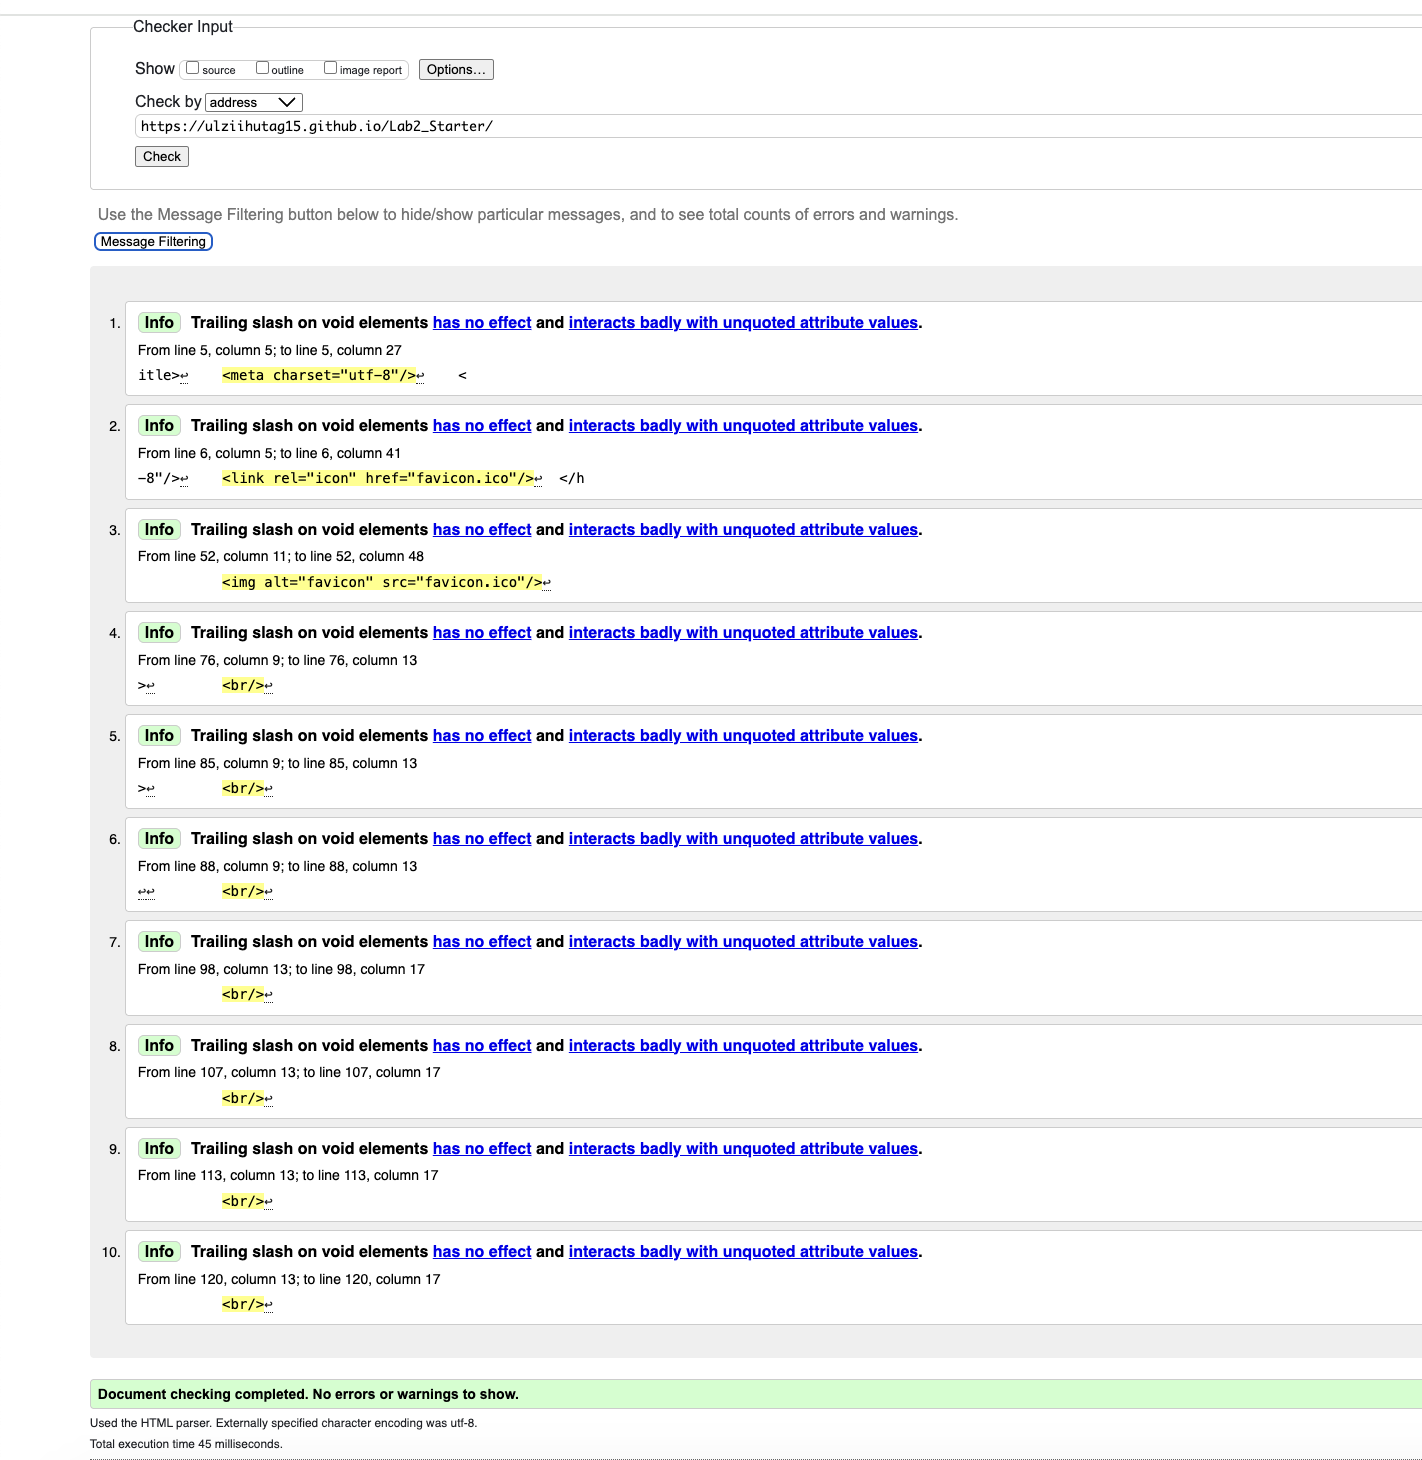 Checker Input
Show source outline image report Options...
Check by address
https://ulziihutag15.github.io/Lab2_Starter/
Check
Use the Message Filtering button below to hide/show particular messages, and to see total counts of errors and warnings.
Message Filtering
1. Info Trailing slash on void elements has no effect and interacts badly with unquoted attribute values.
From line 5, column 5; to line 5, column 27
itle>↩ <meta charset="utf-8"/>↩ <
2. Info Trailing slash on void elements has no effect and interacts badly with unquoted attribute values.
From line 6, column 5; to line 6, column 41
-8"/>↩ <link rel="icon" href="favicon.ico"/>↩ </h
3. Info Trailing slash on void elements has no effect and interacts badly with unquoted attribute values.
From line 52, column 11; to line 52, column 48
<img alt="favicon" src="favicon.ico"/>↩
4. Info Trailing slash on void elements has no effect and interacts badly with unquoted attribute values.
From line 76, column 9; to line 76, column 13
>↩ <br/>↩
5. Info Trailing slash on void elements has no effect and interacts badly with unquoted attribute values.
From line 85, column 9; to line 85, column 13
>↩ <br/>↩
6. Info Trailing slash on void elements has no effect and interacts badly with unquoted attribute values.
From line 88, column 9; to line 88, column 13
↩↩ <br/>↩
7. Info Trailing slash on void elements has no effect and interacts badly with unquoted attribute values.
From line 98, column 13; to line 98, column 17
<br/>↩
8. Info Trailing slash on void elements has no effect and interacts badly with unquoted attribute values.
From line 107, column 13; to line 107, column 17
<br/>↩
9. Info Trailing slash on void elements has no effect and interacts badly with unquoted attribute values.
From line 113, column 13; to line 113, column 17
<br/>↩
10. Info Trailing slash on void elements has no effect and interacts badly with unquoted attribute values.
From line 120, column 13; to line 120, column 17
<br/>↩
Document checking completed. No errors or warnings to show.
Used the HTML parser. Externally specified character encoding was utf-8.
Total execution time 45 milliseconds.